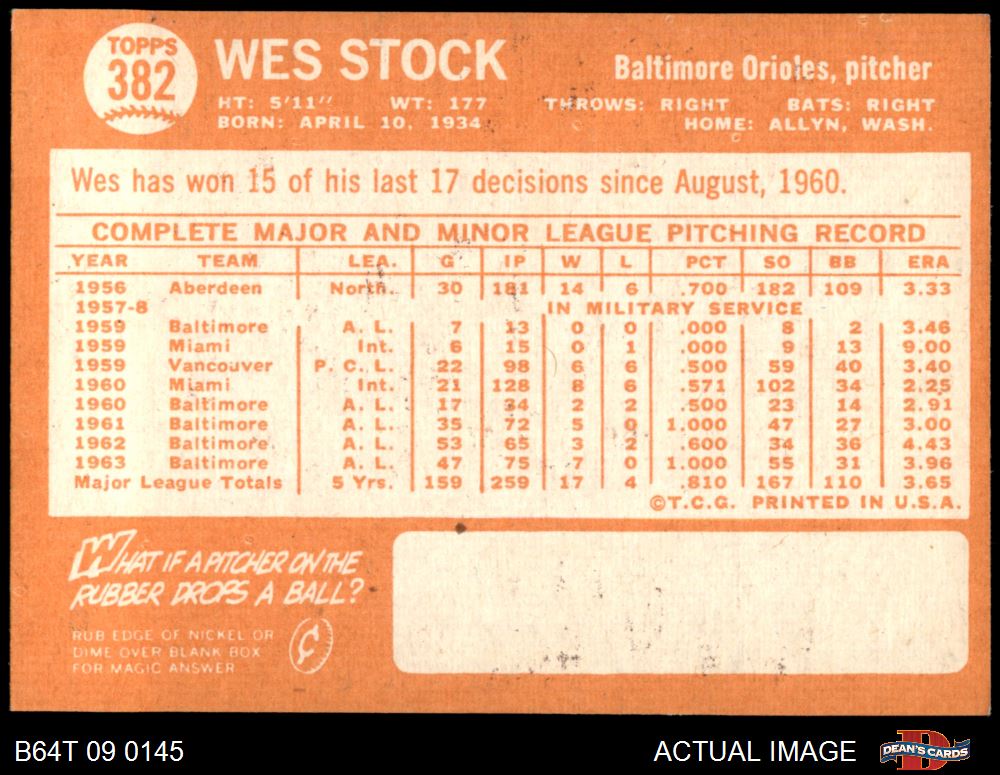 TOPPS
382
WES STOCK
Baltimore Orioles, pitcher
HT: 5'11" WT: 177 THROWS: RIGHT BATS: RIGHT
BORN: APRIL 10, 1934 HOME: ALLYN, WASH.
Wes has won 15 of his last 17 decisions since August, 1960.
COMPLETE MAJOR AND MINOR LEAGUE PITCHING RECORD
YEAR TEAM LEA. G IP W L PCT SO BB ERA
1956 Aberdeen North. 30 181 14 6 .700 182 109 3.33
1957-8 IN MILITARY SERVICE
1959 Baltimore A. L. 7 13 0 0 .000 8 2 3.46
1959 Miami Int. 6 15 0 1 .000 9 13 9.00
1959 Vancouver P. C. L. 22 98 6 6 .500 59 40 3.40
1960 Miami Int. 21 128 8 6 .571 102 34 2.25
1960 Baltimore A. L. 17 34 2 2 .500 23 14 2.91
1961 Baltimore A. L. 35 72 5 0 1.000 47 27 3.00
1962 Baltimore A. L. 53 65 3 2 .600 34 36 4.43
1963 Baltimore A. L. 47 75 7 0 1.000 55 31 3.96
Major League Totals 5 Yrs. 159 259 17 4 .810 167 110 3.65
©T.C.G. PRINTED IN U.S.A.
WHAT IF A PITCHER ON THE
RUBBER DROPS A BALL?
RUB EDGE OF NICKEL OR
DIME OVER BLANK BOX
FOR MAGIC ANSWER
¢
B64T 09 0145
ACTUAL IMAGE
D
DEAN'S CARDS